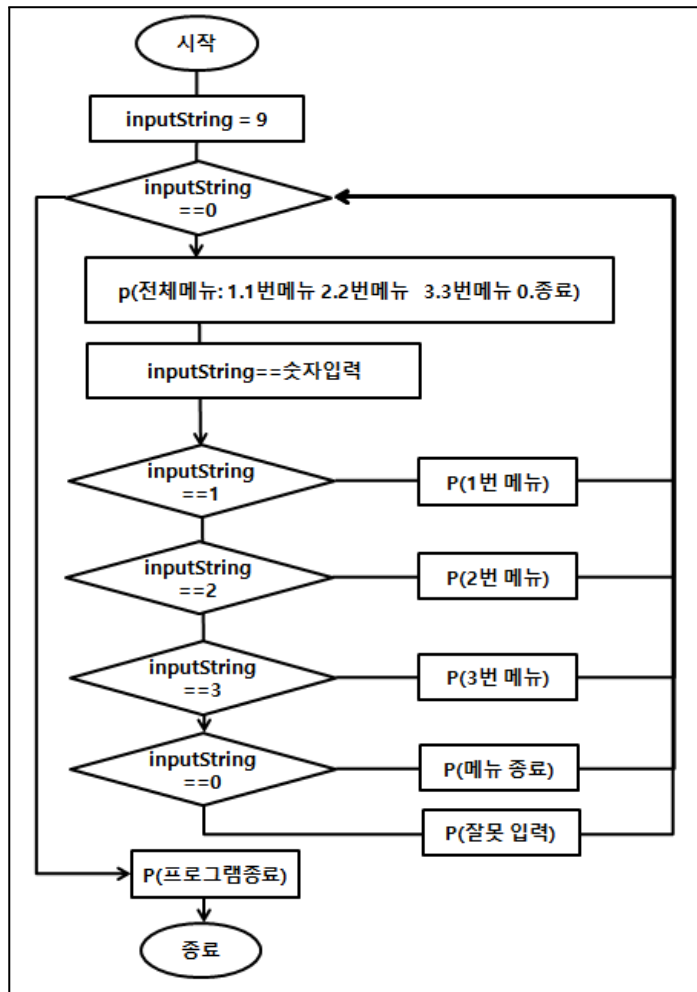 시작
inputString = 9
inputString
==0
p(전체메뉴: 1.1번메뉴 2.2번메뉴 3.3번메뉴 0.종료)
inputString==숫자입력
inputString
==1
P(1번 메뉴)
inputString
==2
P(2번 메뉴)
inputString
==3
P(3번 메뉴)
inputString
==0
P(메뉴 종료)
P(잘못 입력)
P(프로그램종료)
종료